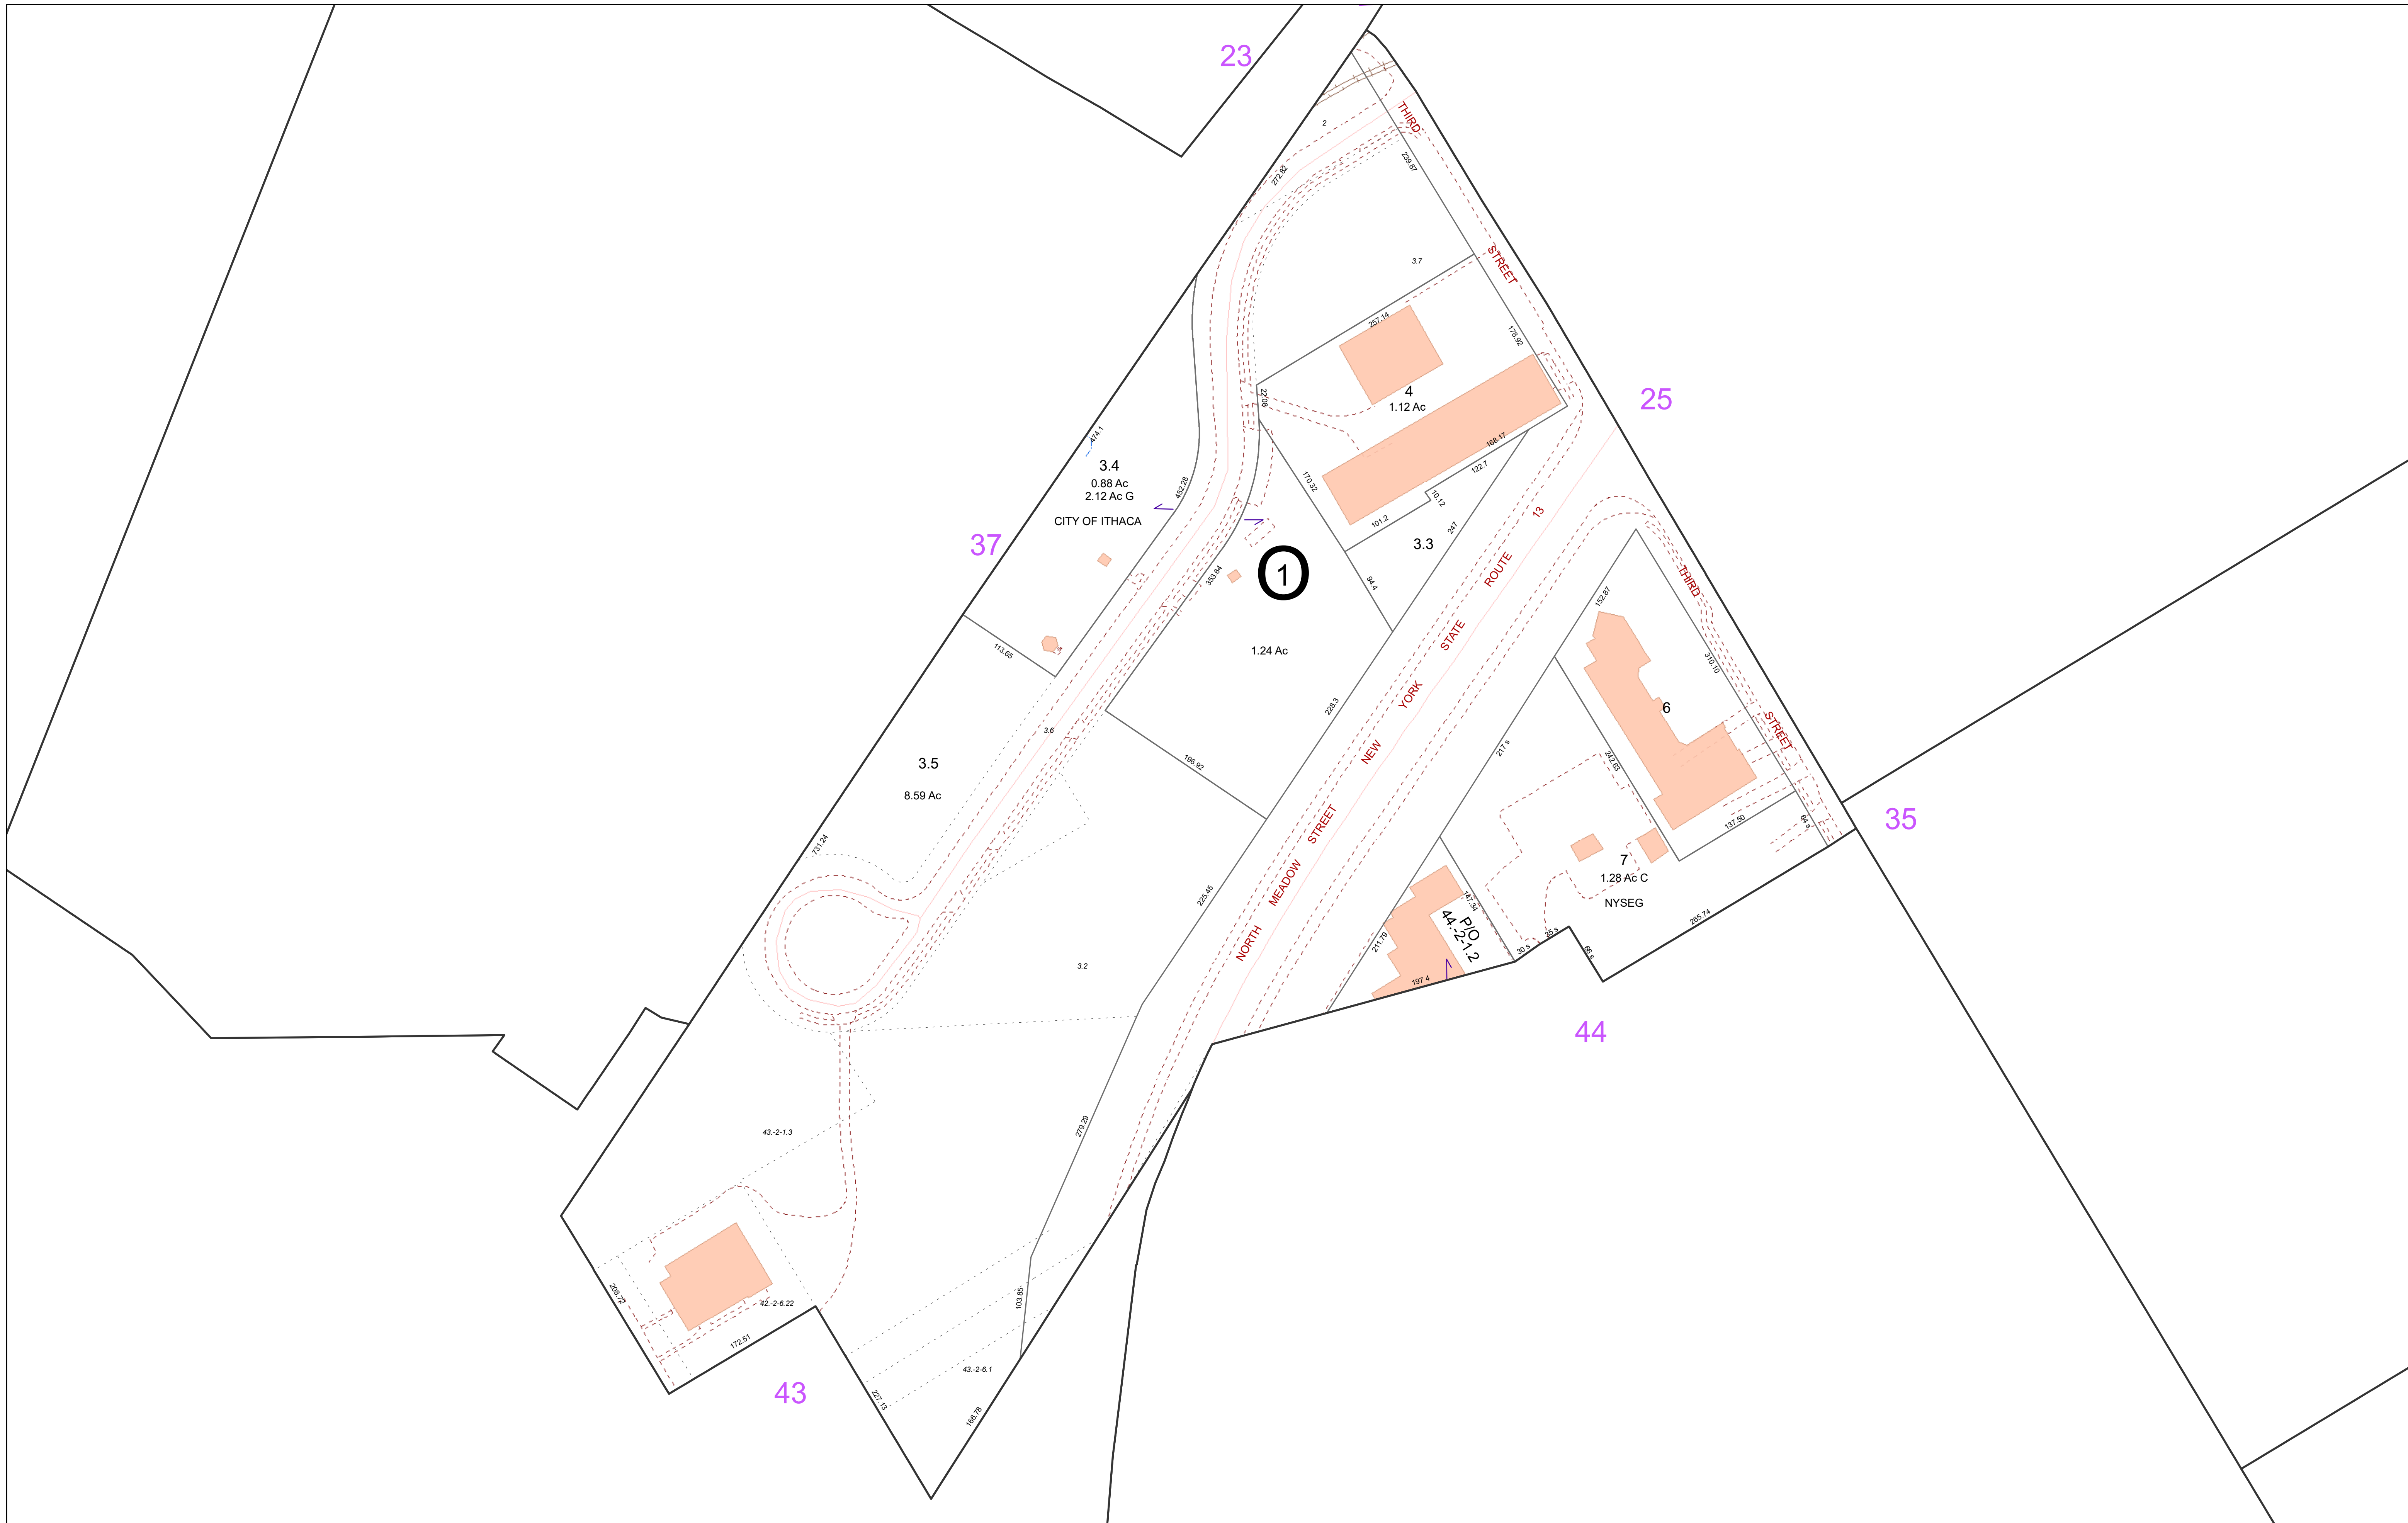 23
THIRD
2
272.82
239.87
3.7
STREET
257.14
178.92
22.08
4
1.12 Ac
25
474.1
3.4
0.88 Ac
2.12 Ac G
CITY OF ITHACA
452.28
37
170.32
168.17
122.7
10.12
101.2
247
13
3.3
ROUTE
353.64
1
94.4
STATE
152.87
THIRD
113.65
1.24 Ac
310.10
YORK
228.3
6
3.6
STREET
NEW
217 s
242.63
196.92
3.5
8.59 Ac
731.24
STREET
35
137.50
64 s
MEADOW
7
1.28 Ac C
NYSEG
225.45
147.34
P/O
44.-2-1.2
265.74
NORTH
211.79
30 s
35 s
66 s
197.4
3.2
44
279.29
43.-2-1.3
208.72
42.-2-6.22
103.85
172.51
43.-2-6.1
43
227.13
166.78